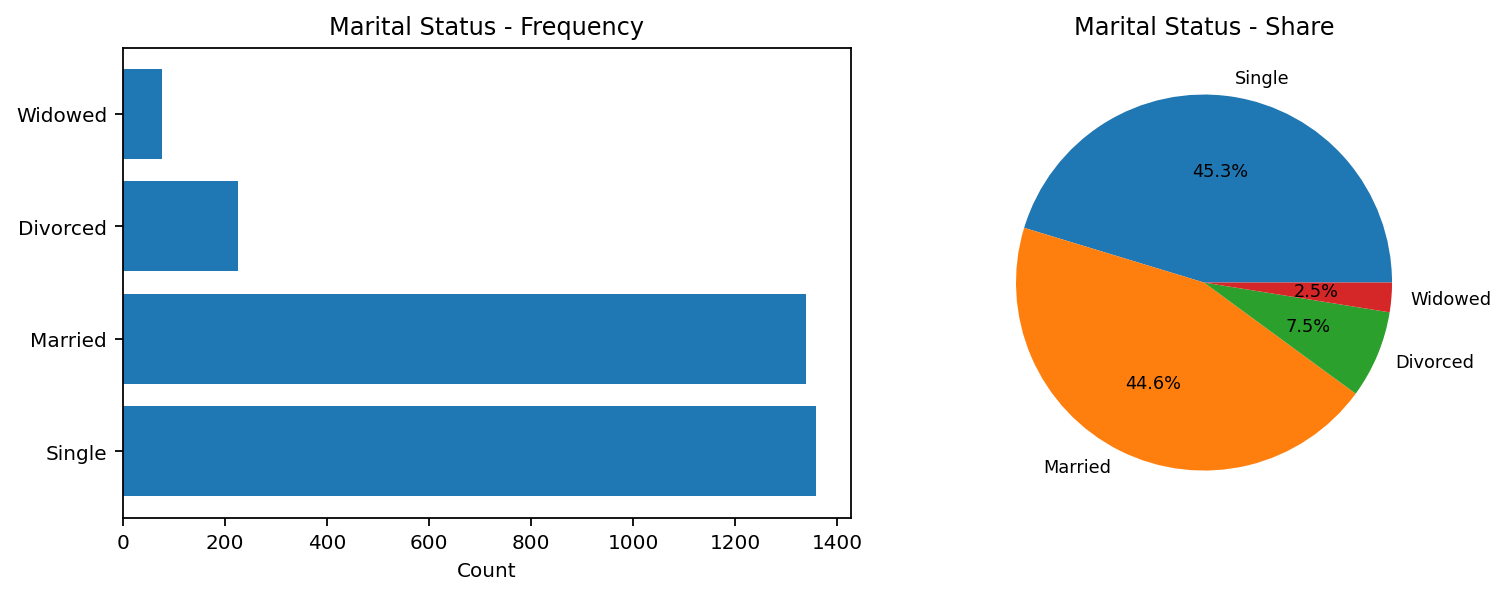 Marital Status - Frequency
Widowed
Divorced
Married
Single
0 200 400 600 800 1000 1200 1400
Count
Marital Status - Share
Single
45.3%
2.5%
Widowed
7.5%
Divorced
44.6%
Married